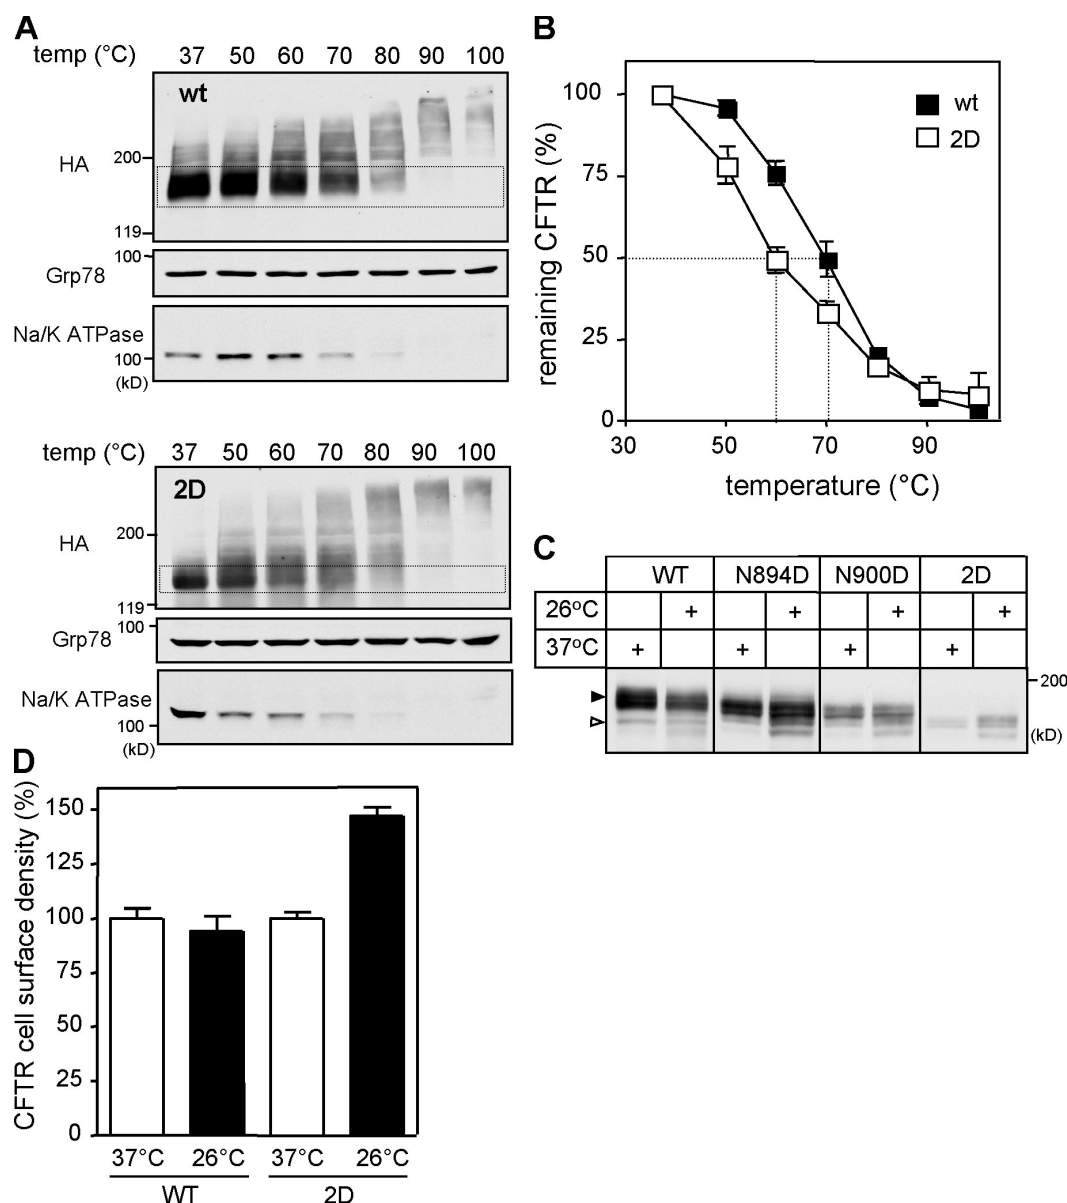 A
temp (°C) 37 50 60 70 80 90 100
wt
HA
200
119
100
Grp78
Na/K ATPase
100
(kD)
temp (°C) 37 50 60 70 80 90 100
2D
HA
200
119
100
Grp78
Na/K ATPase
100
(kD)
B
remaining CFTR (%)
100
75
50
25
0
30 50 70 90
temperature (°C)
wt
2D
C
WT N894D N900D 2D
26°C + + + +
37°C + + + +
200
(kD)
D
CFTR cell surface density (%)
150
125
100
75
50
25
0
37°C 26°C 37°C 26°C
WT 2D